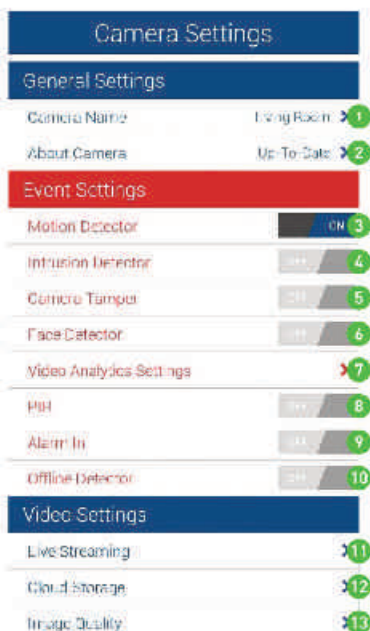 Camera Settings
General Settings
Camera Name Living Room 1
About Camera Up-To-Date 2
Event Settings
Motion Detector ON 3
Intrusion Detector OFF 4
Camera Tamper OFF 5
Face Detector OFF 6
Video Analytics Settings 7
PIR OFF 8
Alarm In OFF 9
Offline Detector OFF 10
Video Settings
Live Streaming 11
Cloud Storage 12
Image Quality 13